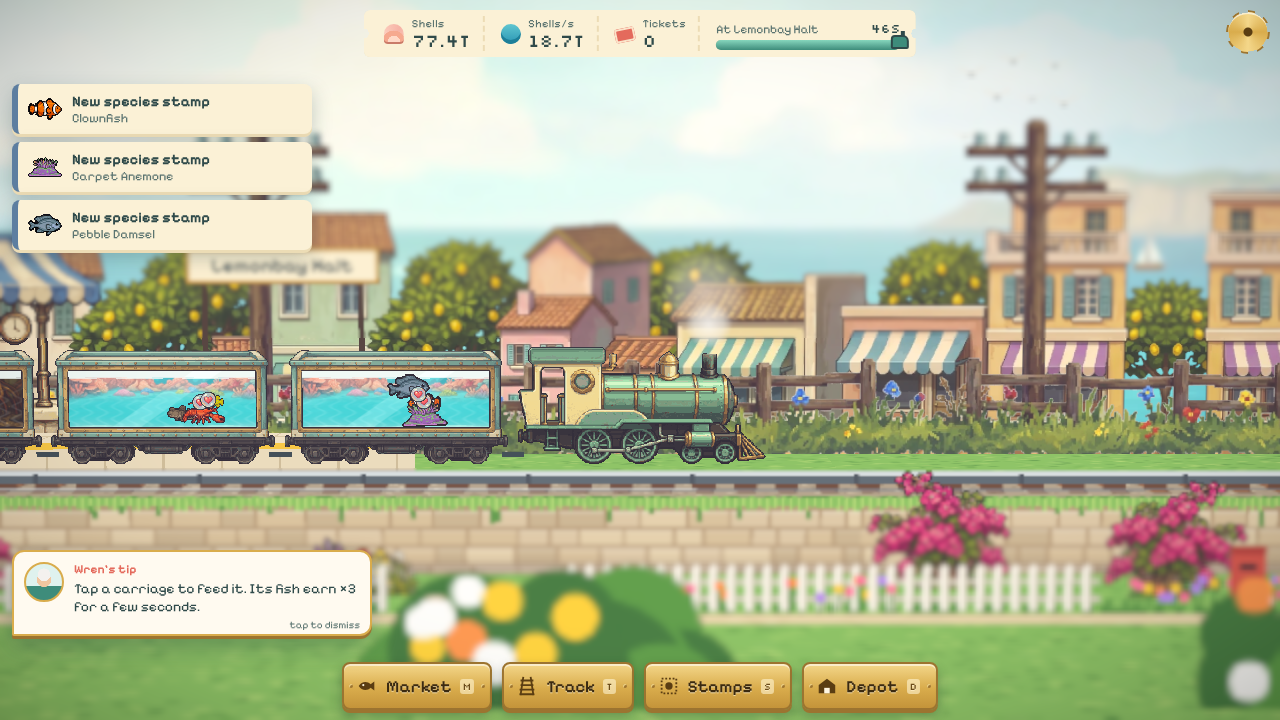 Shells
77.4T
Shells/s
18.7T
Tickets
0
At Lemonbay Halt
46s
New species stamp
Clownfish
New species stamp
Carpet Anemone
New species stamp
Pebble Damsel
Lemonbay Halt
Wren's tip
Tap a carriage to feed it. Its fish earn ×3
for a few seconds.
tap to dismiss
Market M
Track T
Stamps S
Depot D